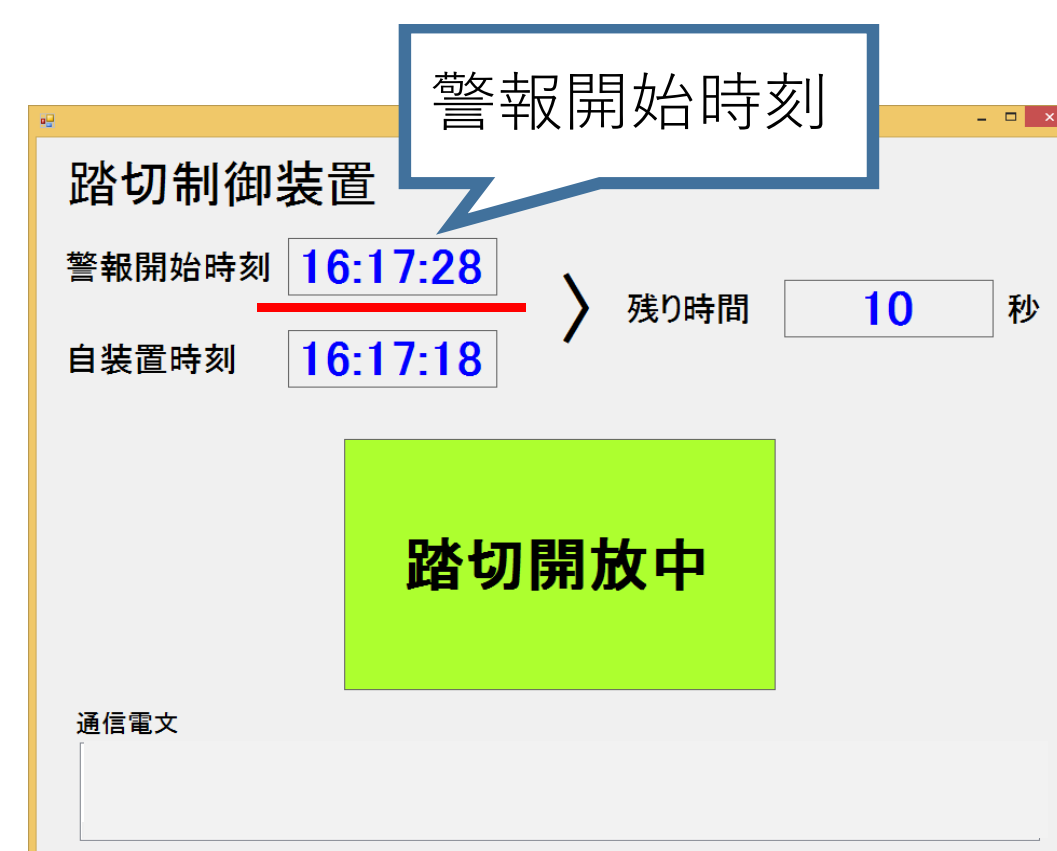 警報開始時刻
踏切制御装置
警報開始時刻 16:17:28
残り時間 10 秒
自装置時刻 16:17:18
踏切開放中
通信電文